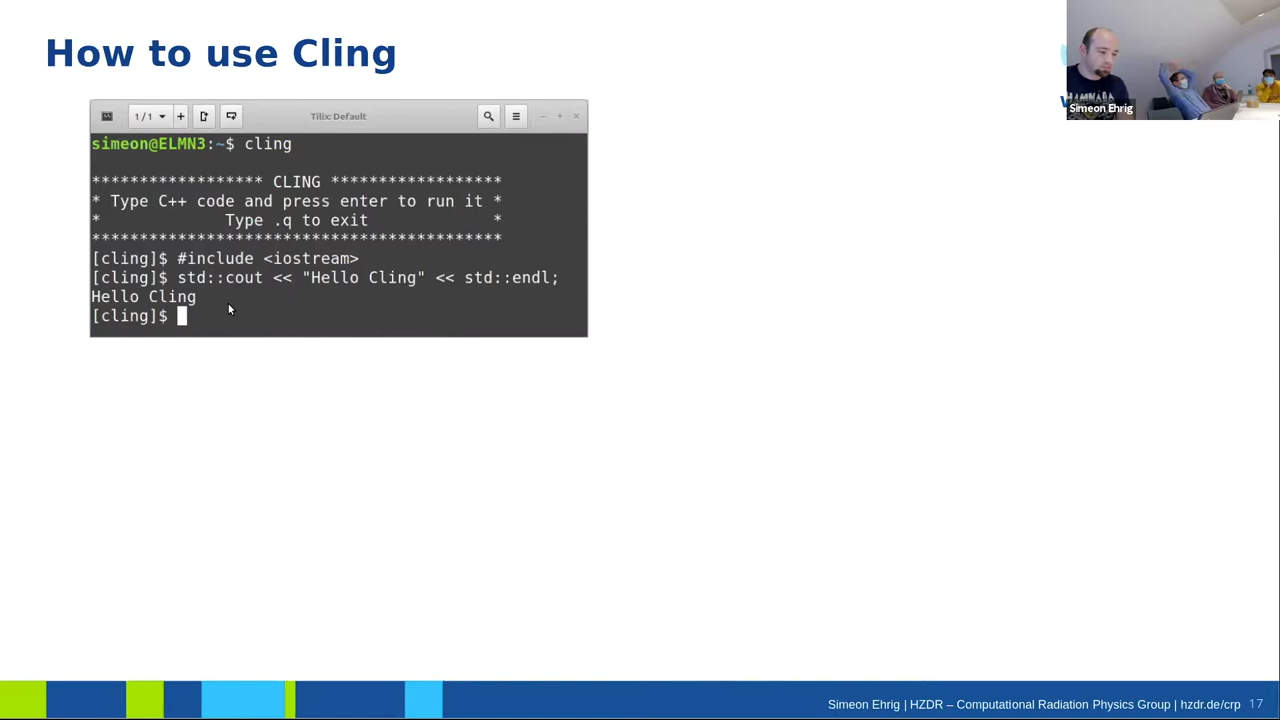 How to use Cling
Simeon Ehrig
1/1
Tilix: Default
simeon@ELMN3:~$ cling
****************** CLING ******************
* Type C++ code and press enter to run it *
*             Type .q to exit             *
*******************************************
[cling]$ #include <iostream>
[cling]$ std::cout << "Hello Cling" << std::endl;
Hello Cling
[cling]$
Simeon Ehrig | HZDR – Computational Radiation Physics Group | hzdr.de/crp 17